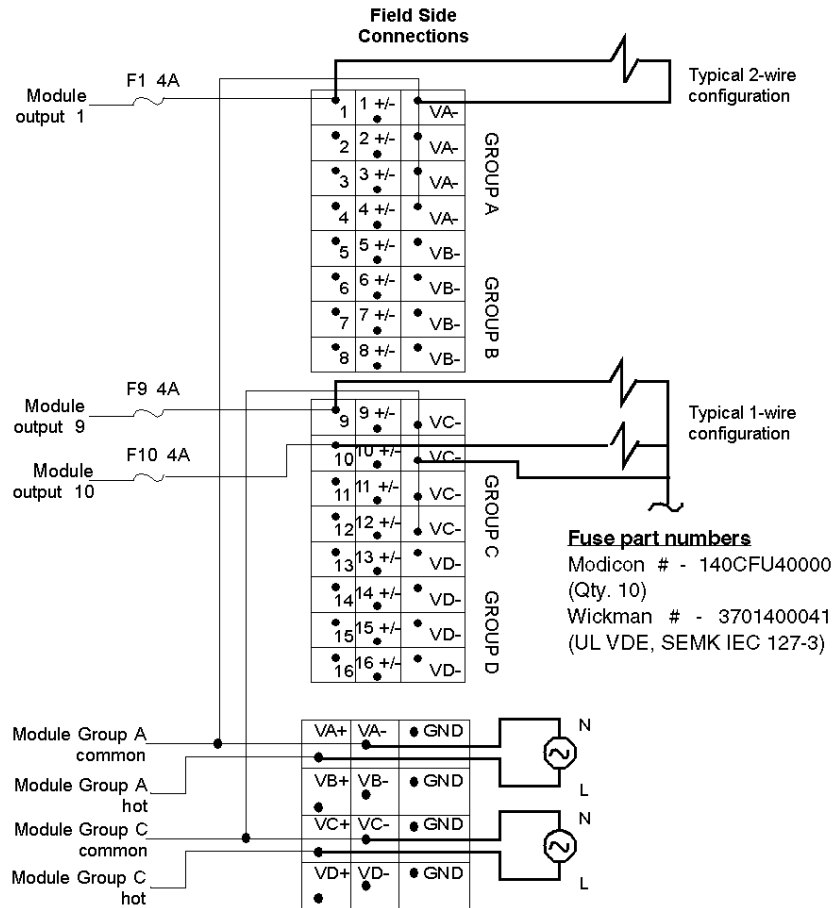 Field Side
Connections
F1 4A
Module
output 1
Typical 2-wire
configuration
1 1 +/- VA-
2 2 +/- VA-
3 3 +/- VA-
4 4 +/- VA-
GROUP A
5 5 +/- VB-
6 6 +/- VB-
7 7 +/- VB-
8 8 +/- VB-
GROUP B
F9 4A
Module
output 9
F10 4A
Module
output 10
Typical 1-wire
configuration
9 9 +/- VC-
10 10 +/- VC-
11 11 +/- VC-
12 12 +/- VC-
GROUP C
13 13 +/- VD-
14 14 +/- VD-
15 15 +/- VD-
16 16 +/- VD-
GROUP D
Fuse part numbers
Modicon # - 140CFU40000
(Qty. 10)
Wickman # - 3701400041
(UL VDE, SEMK IEC 127-3)
Module Group A
common
Module Group A
hot
Module Group C
common
Module Group C
hot
VA+ VA- GND
VB+ VB- GND
VC+ VC- GND
VD+ VD- GND
N
L
N
L